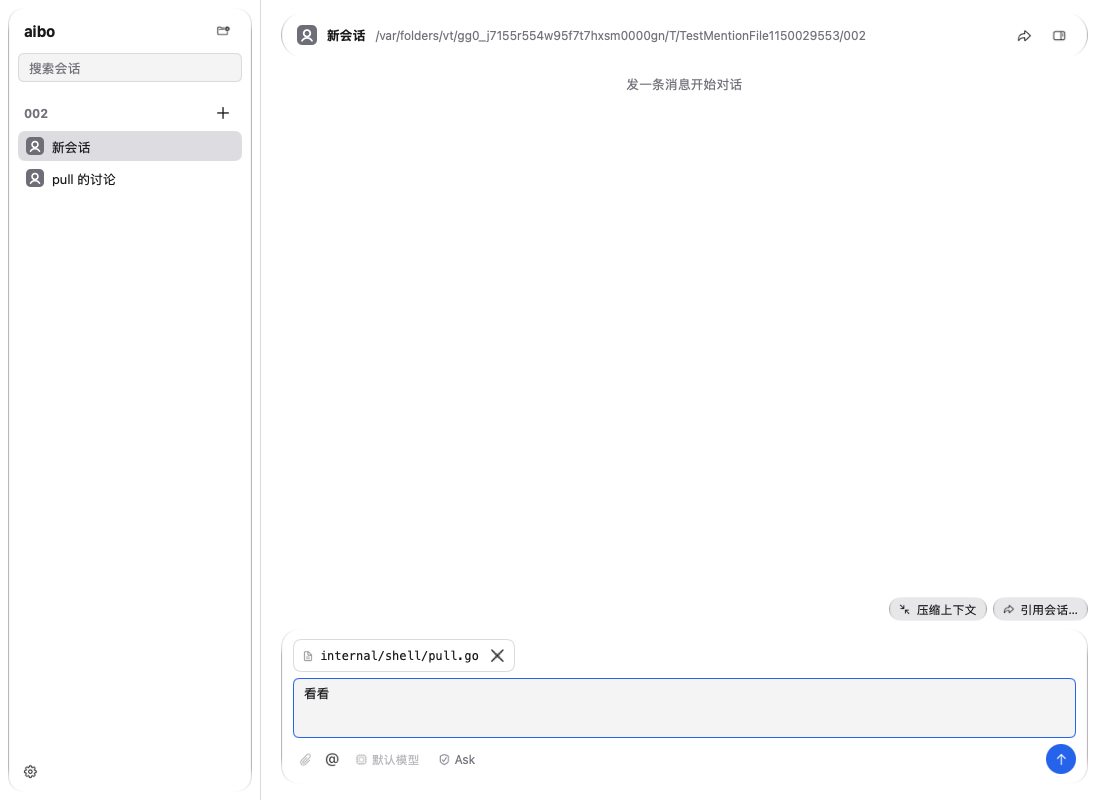 aibo
搜索会话
002
新会话
pull 的讨论
新会话 /var/folders/vt/gg0_j7155r554w95f7t7hxsm0000gn/T/TestMentionFile1150029553/002
发一条消息开始对话
压缩上下文 引用会话...
internal/shell/pull.go
看看
@ 默认模型 Ask